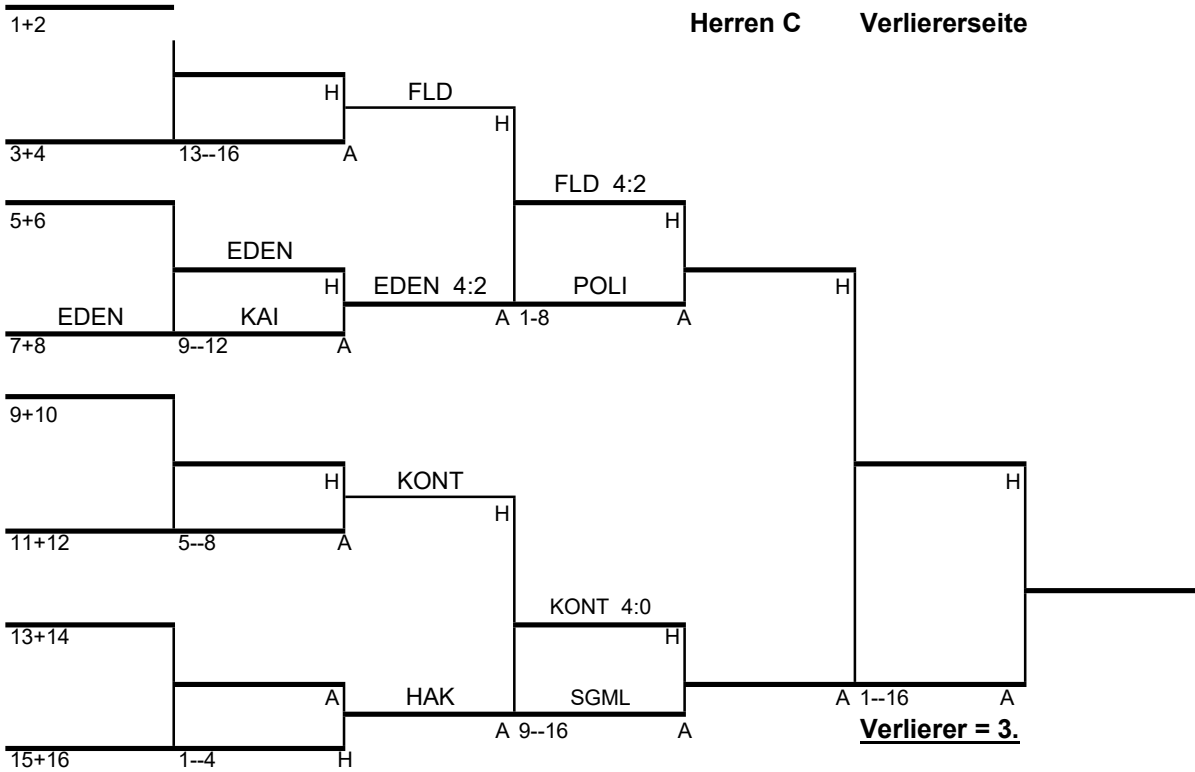 1+2 Herren C Verliererseite
H FLD
H
3+4 13--16 A
FLD 4:2
5+6 H
EDEN
H EDEN 4:2 POLI H
EDEN KAI A 1-8 A
7+8 9--12 A
9+10
H KONT H
H
11+12 5--8 A
KONT 4:0
13+14 H
A HAK SGML A 1--16 A
A 9--16 A Verlierer = 3.
15+16 1--4 H